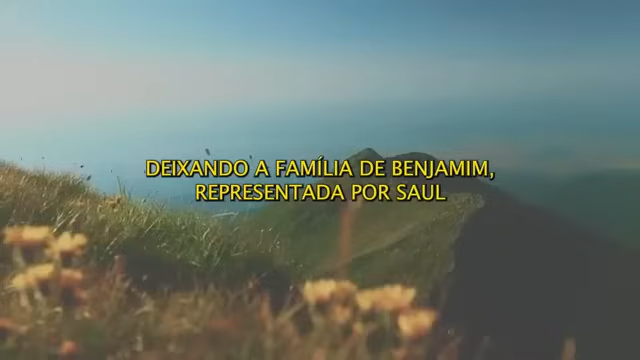 DEIXANDO A FAMÍLIA DE BENJAMIM,
REPRESENTADA POR SAUL